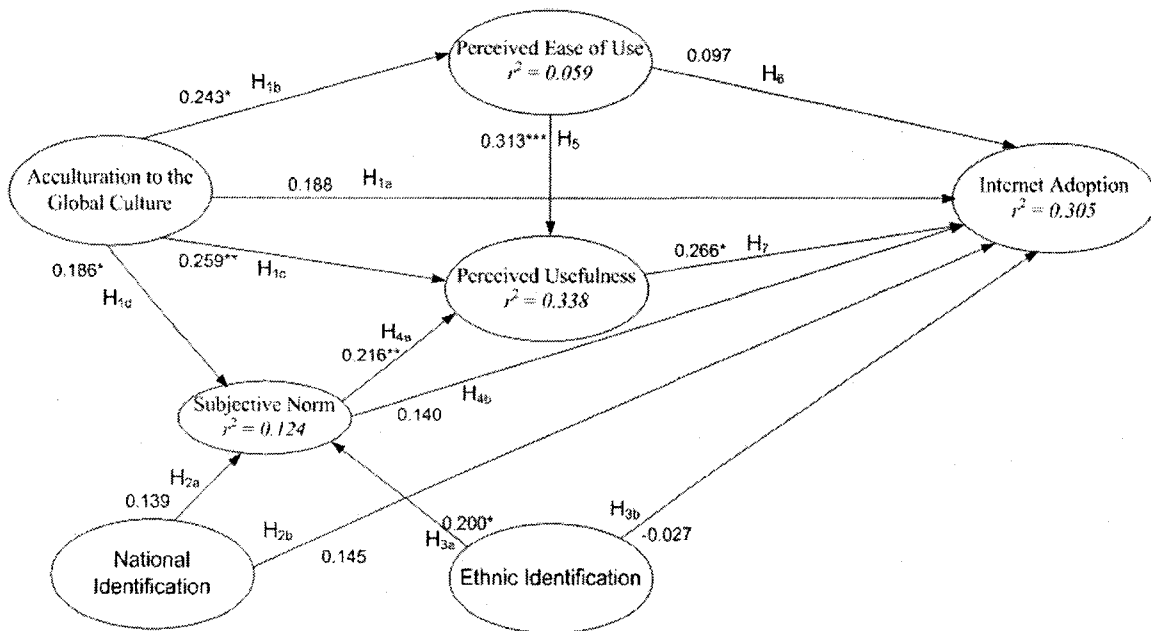 Perceived Ease of Use
r² = 0.059
0.097
H₆
0.243*
H₁b
0.313***
H₅
Acculturation to the
Global Culture
0.188
H₁a
Internet Adoption
r² = 0.305
0.186*
H₁d
0.259**
H₁c
Perceived Usefulness
r² = 0.338
0.266*
H₇
H₄a
0.216**
Subjective Norm
r² = 0.124
H₄b
0.140
H₂a
0.139
H₂b
0.145
0.200*
H₃a
H₃b
-0.027
National
Identification
Ethnic Identification